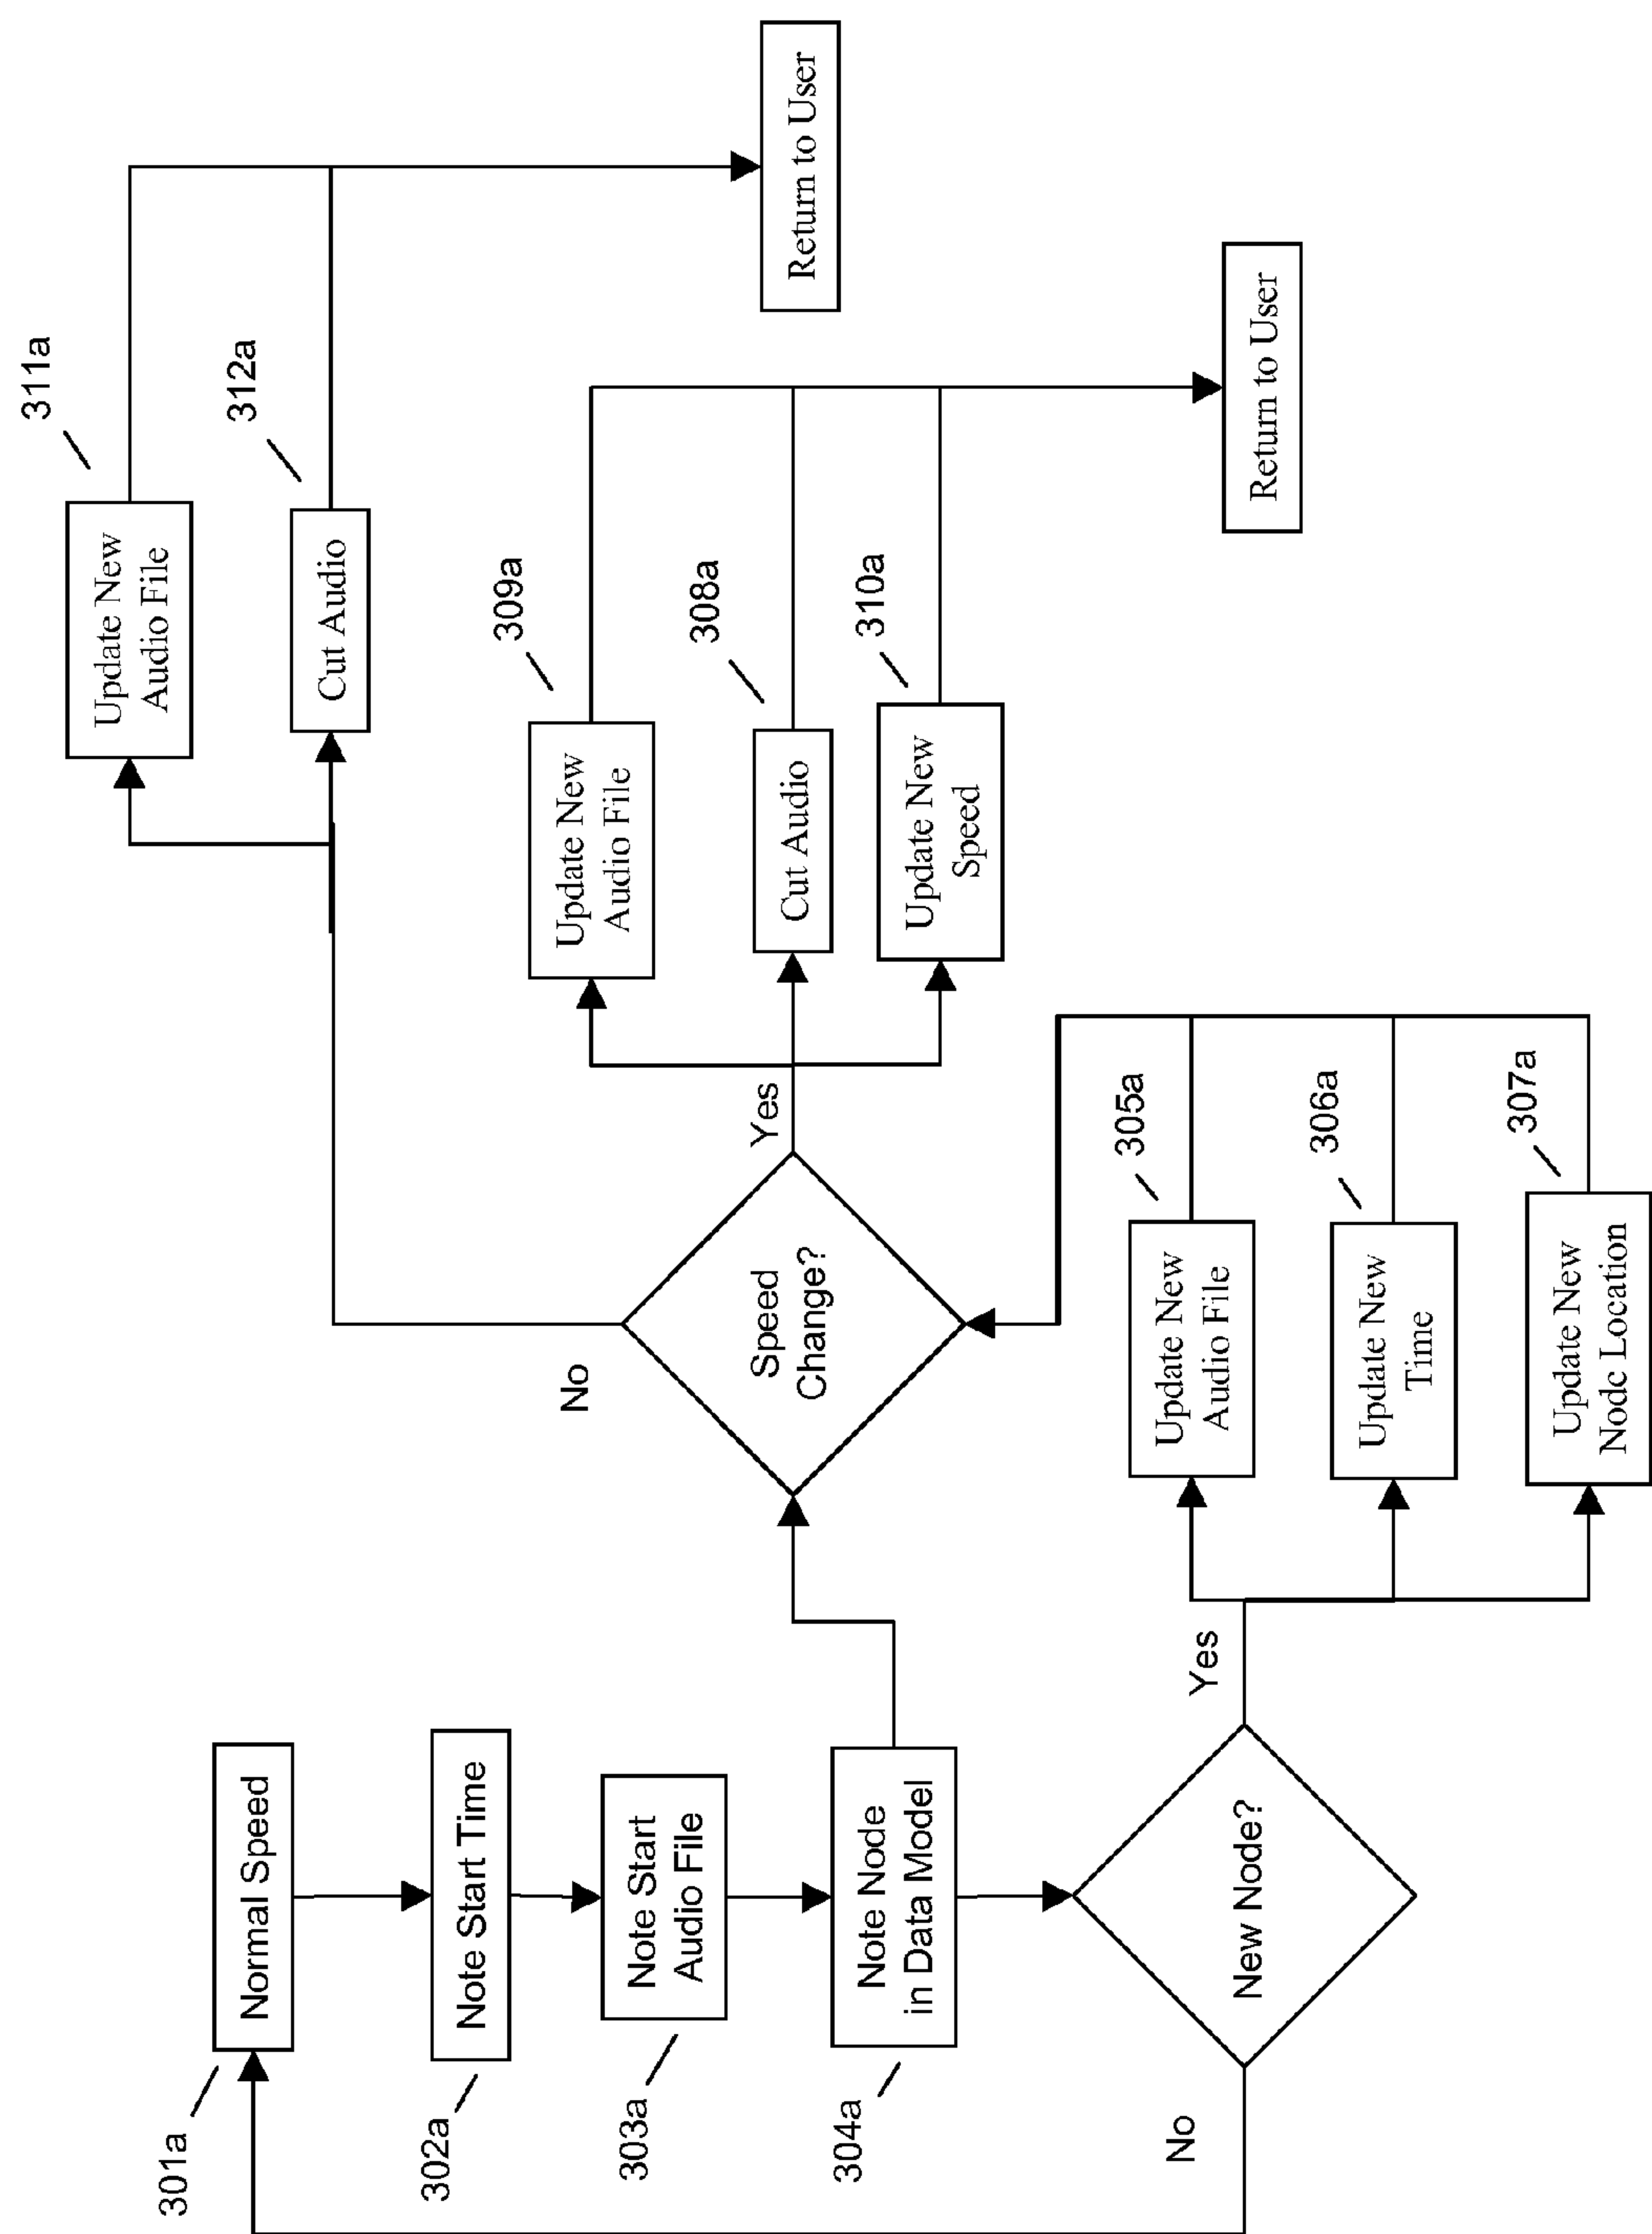 301a
Normal Speed
302a
Note Start Time
303a
Note Start
Audio File
304a
Note Node
in Data Model
New Node?
No
Yes
305a
Update New
Audio File
306a
Update New
Time
307a
Update New
Node Location
Speed
Change?
No
Yes
309a
Update New
Audio File
308a
Cut Audio
310a
Update New
Speed
Return to User
311a
Update New
Audio File
312a
Cut Audio
Return to User